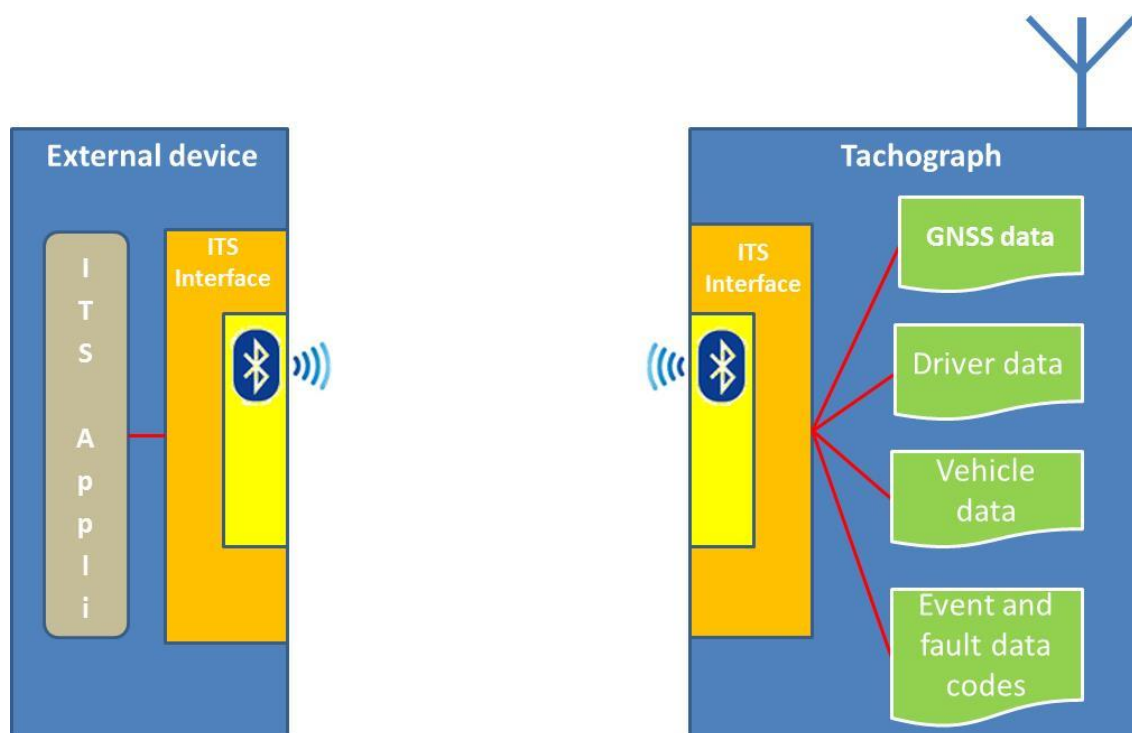 External device
ITS
Interface
I
T
S
A
p
p
l
i
Tachograph
ITS
Interface
GNSS data
Driver data
Vehicle
data
Event and
fault data
codes